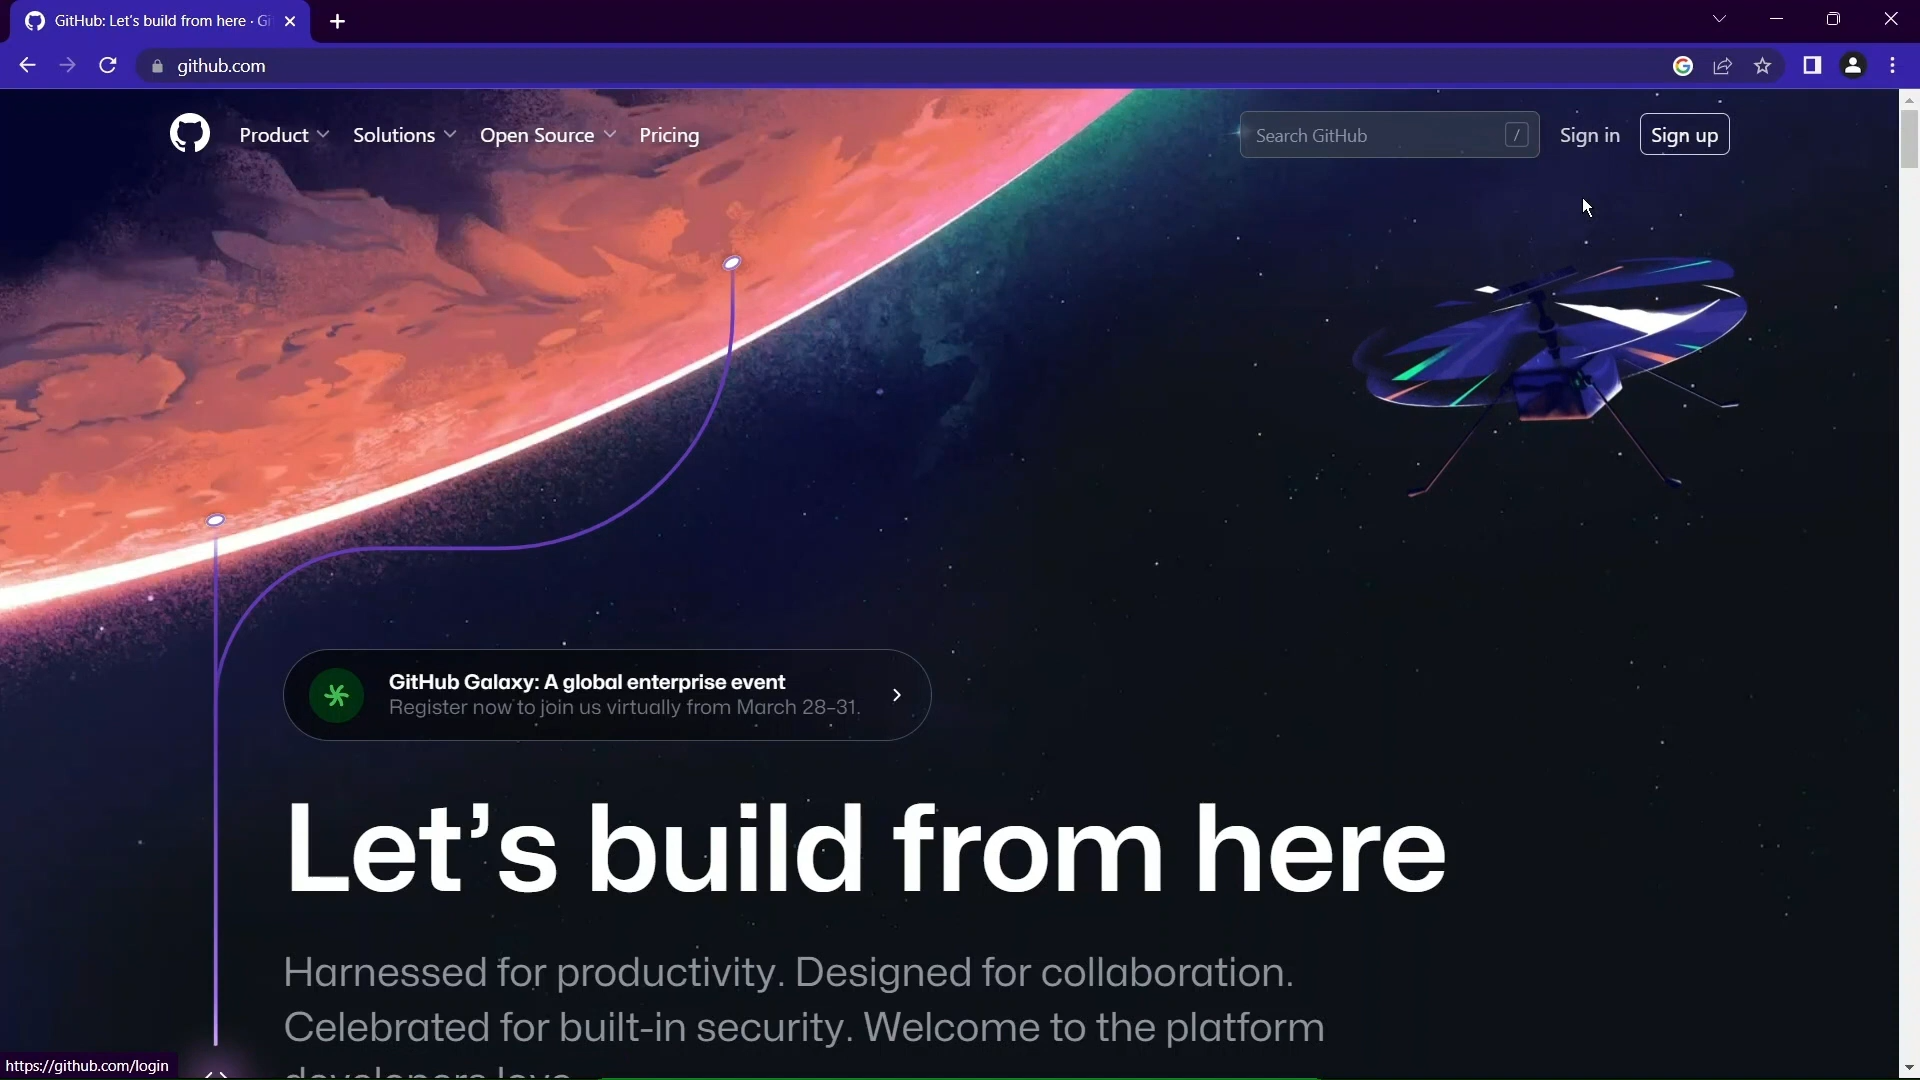 GitHub: Let's build from here · Gi
github.com
Product
Solutions
Open Source
Pricing
Search GitHub
/
Sign in
Sign up
GitHub Galaxy: A global enterprise event
Register now to join us virtually from March 28–31.
Let's build from here
Harnessed for productivity. Designed for collaboration.
Celebrated for built-in security. Welcome to the platform
developers love.
https://github.com/login